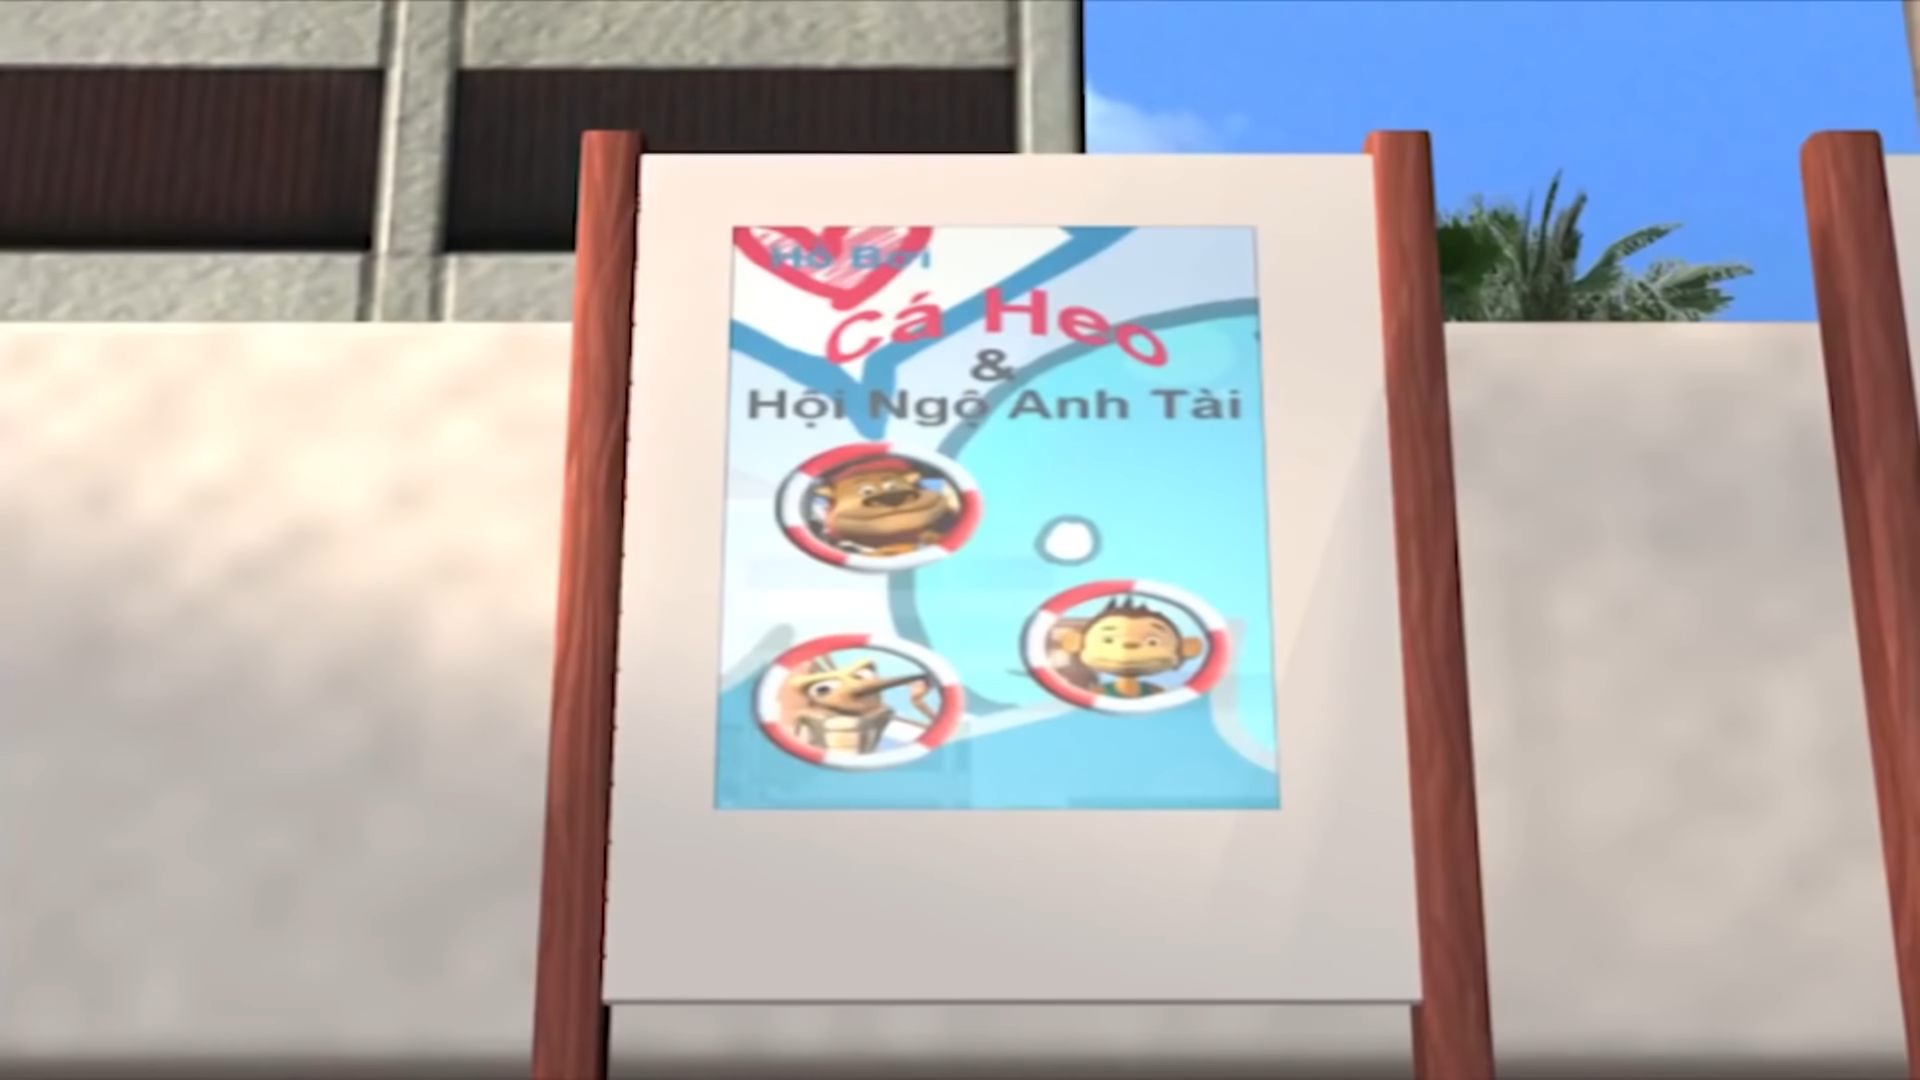 Hồ Bơi
Cá Heo
&
Hội Ngộ Anh Tài